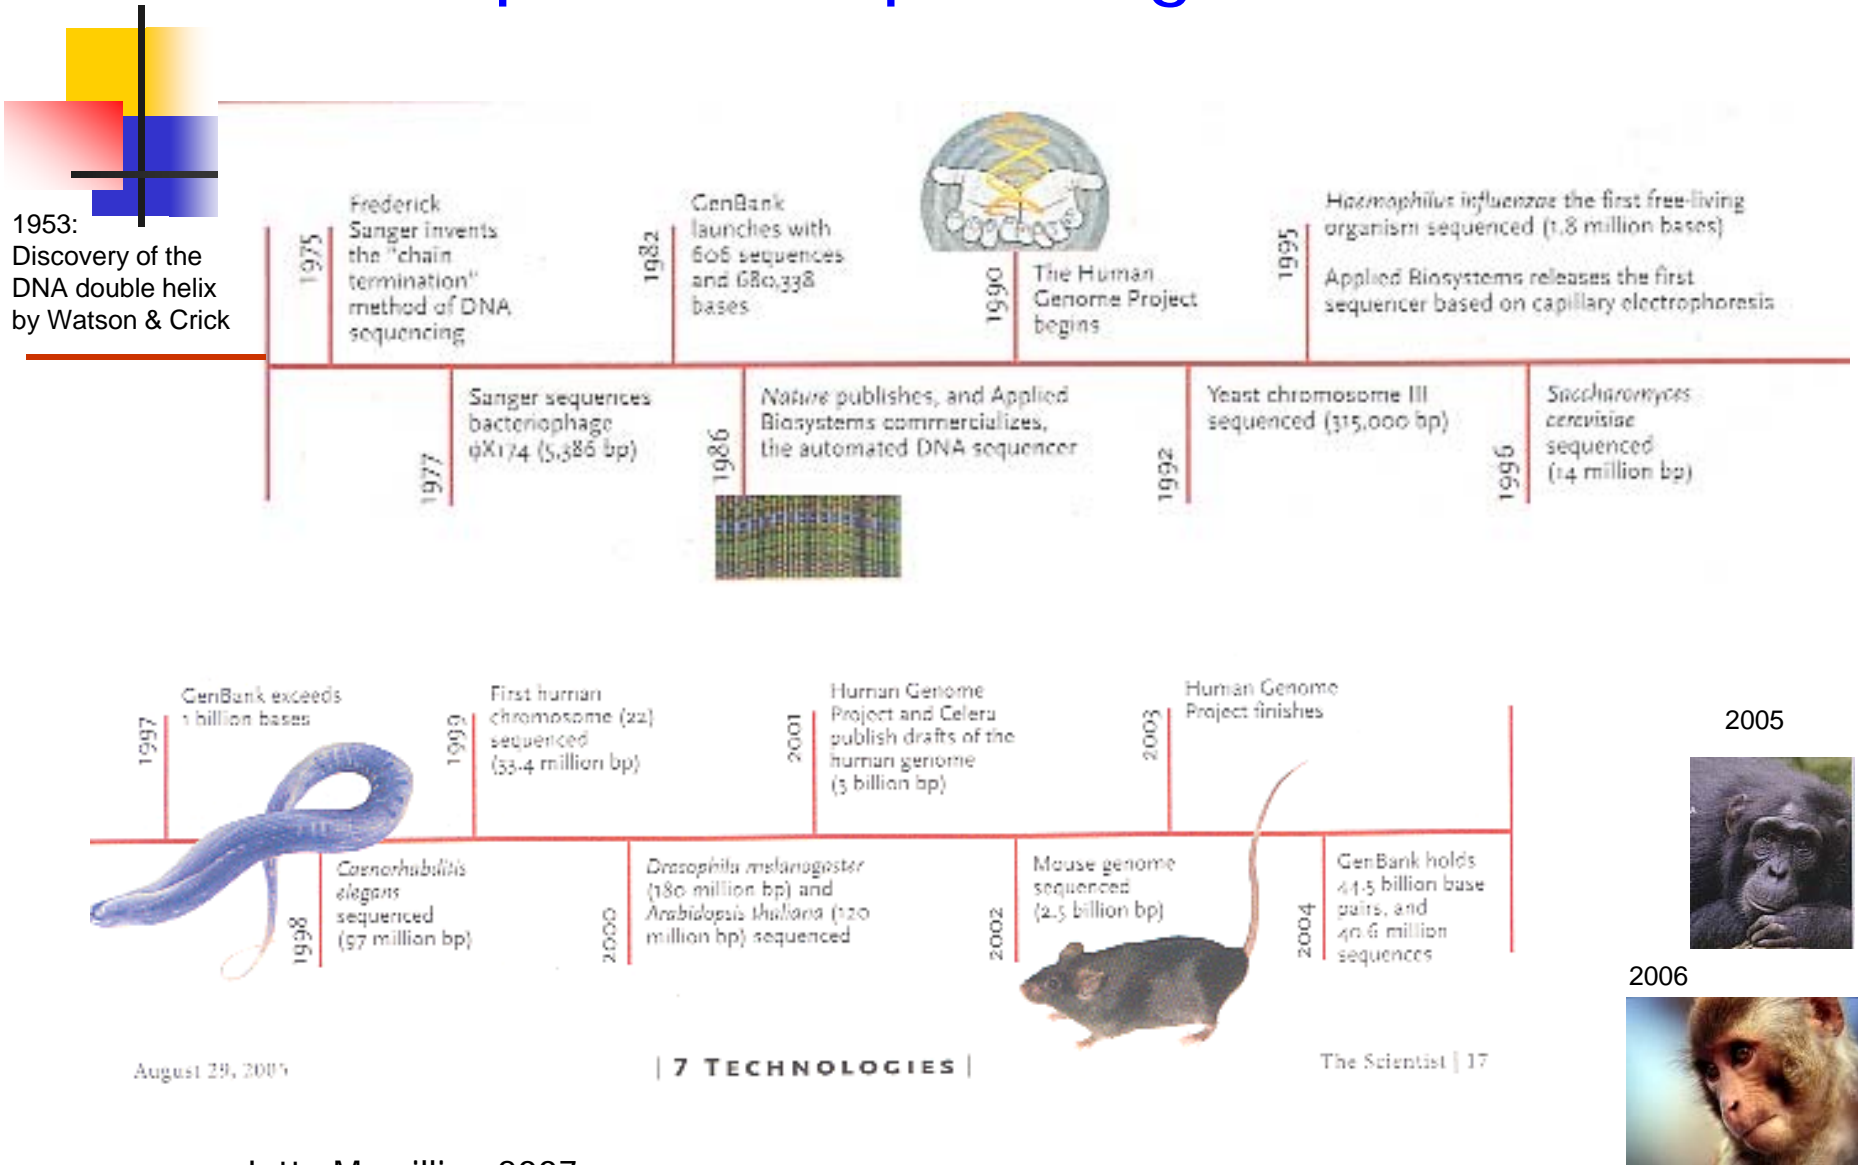 1953:
Discovery of the
DNA double helix
by Watson & Crick
1975
Frederick
Sanger invents
the "chain
termination"
method of DNA
sequencing
1977
Sanger sequences
bacteriophage
φX174 (5,386 bp)
1982
GenBank
launches with
606 sequences
and 680,338
bases
1986
Nature publishes, and Applied
Biosystems commercializes,
the automated DNA sequencer
1990
The Human
Genome Project
begins
1992
Yeast chromosome III
sequenced (315,000 bp)
1995
Haemophilus influenzae the first free-living
organism sequenced (1.8 million bases)
Applied Biosystems releases the first
sequencer based on capillary electrophoresis
1996
Saccharomyces
cerevisiae
sequenced
(14 million bp)
1997
GenBank exceeds
1 billion bases
1998
Caenorhabditis
elegans
sequenced
(97 million bp)
1999
First human
chromosome (22)
sequenced
(53.4 million bp)
2000
Drosophila melanogaster
(180 million bp) and
Arabidopsis thaliana (120
million bp) sequenced
2001
Human Genome
Project and Celera
publish drafts of the
human genome
(3 billion bp)
2002
Mouse genome
sequenced
(2.5 billion bp)
2003
Human Genome
Project finishes
2004
GenBank holds
44.5 billion base
pairs, and
40.6 million
sequences
2005
2006
August 29, 2005
| 7 TECHNOLOGIES |
The Scientist | 17